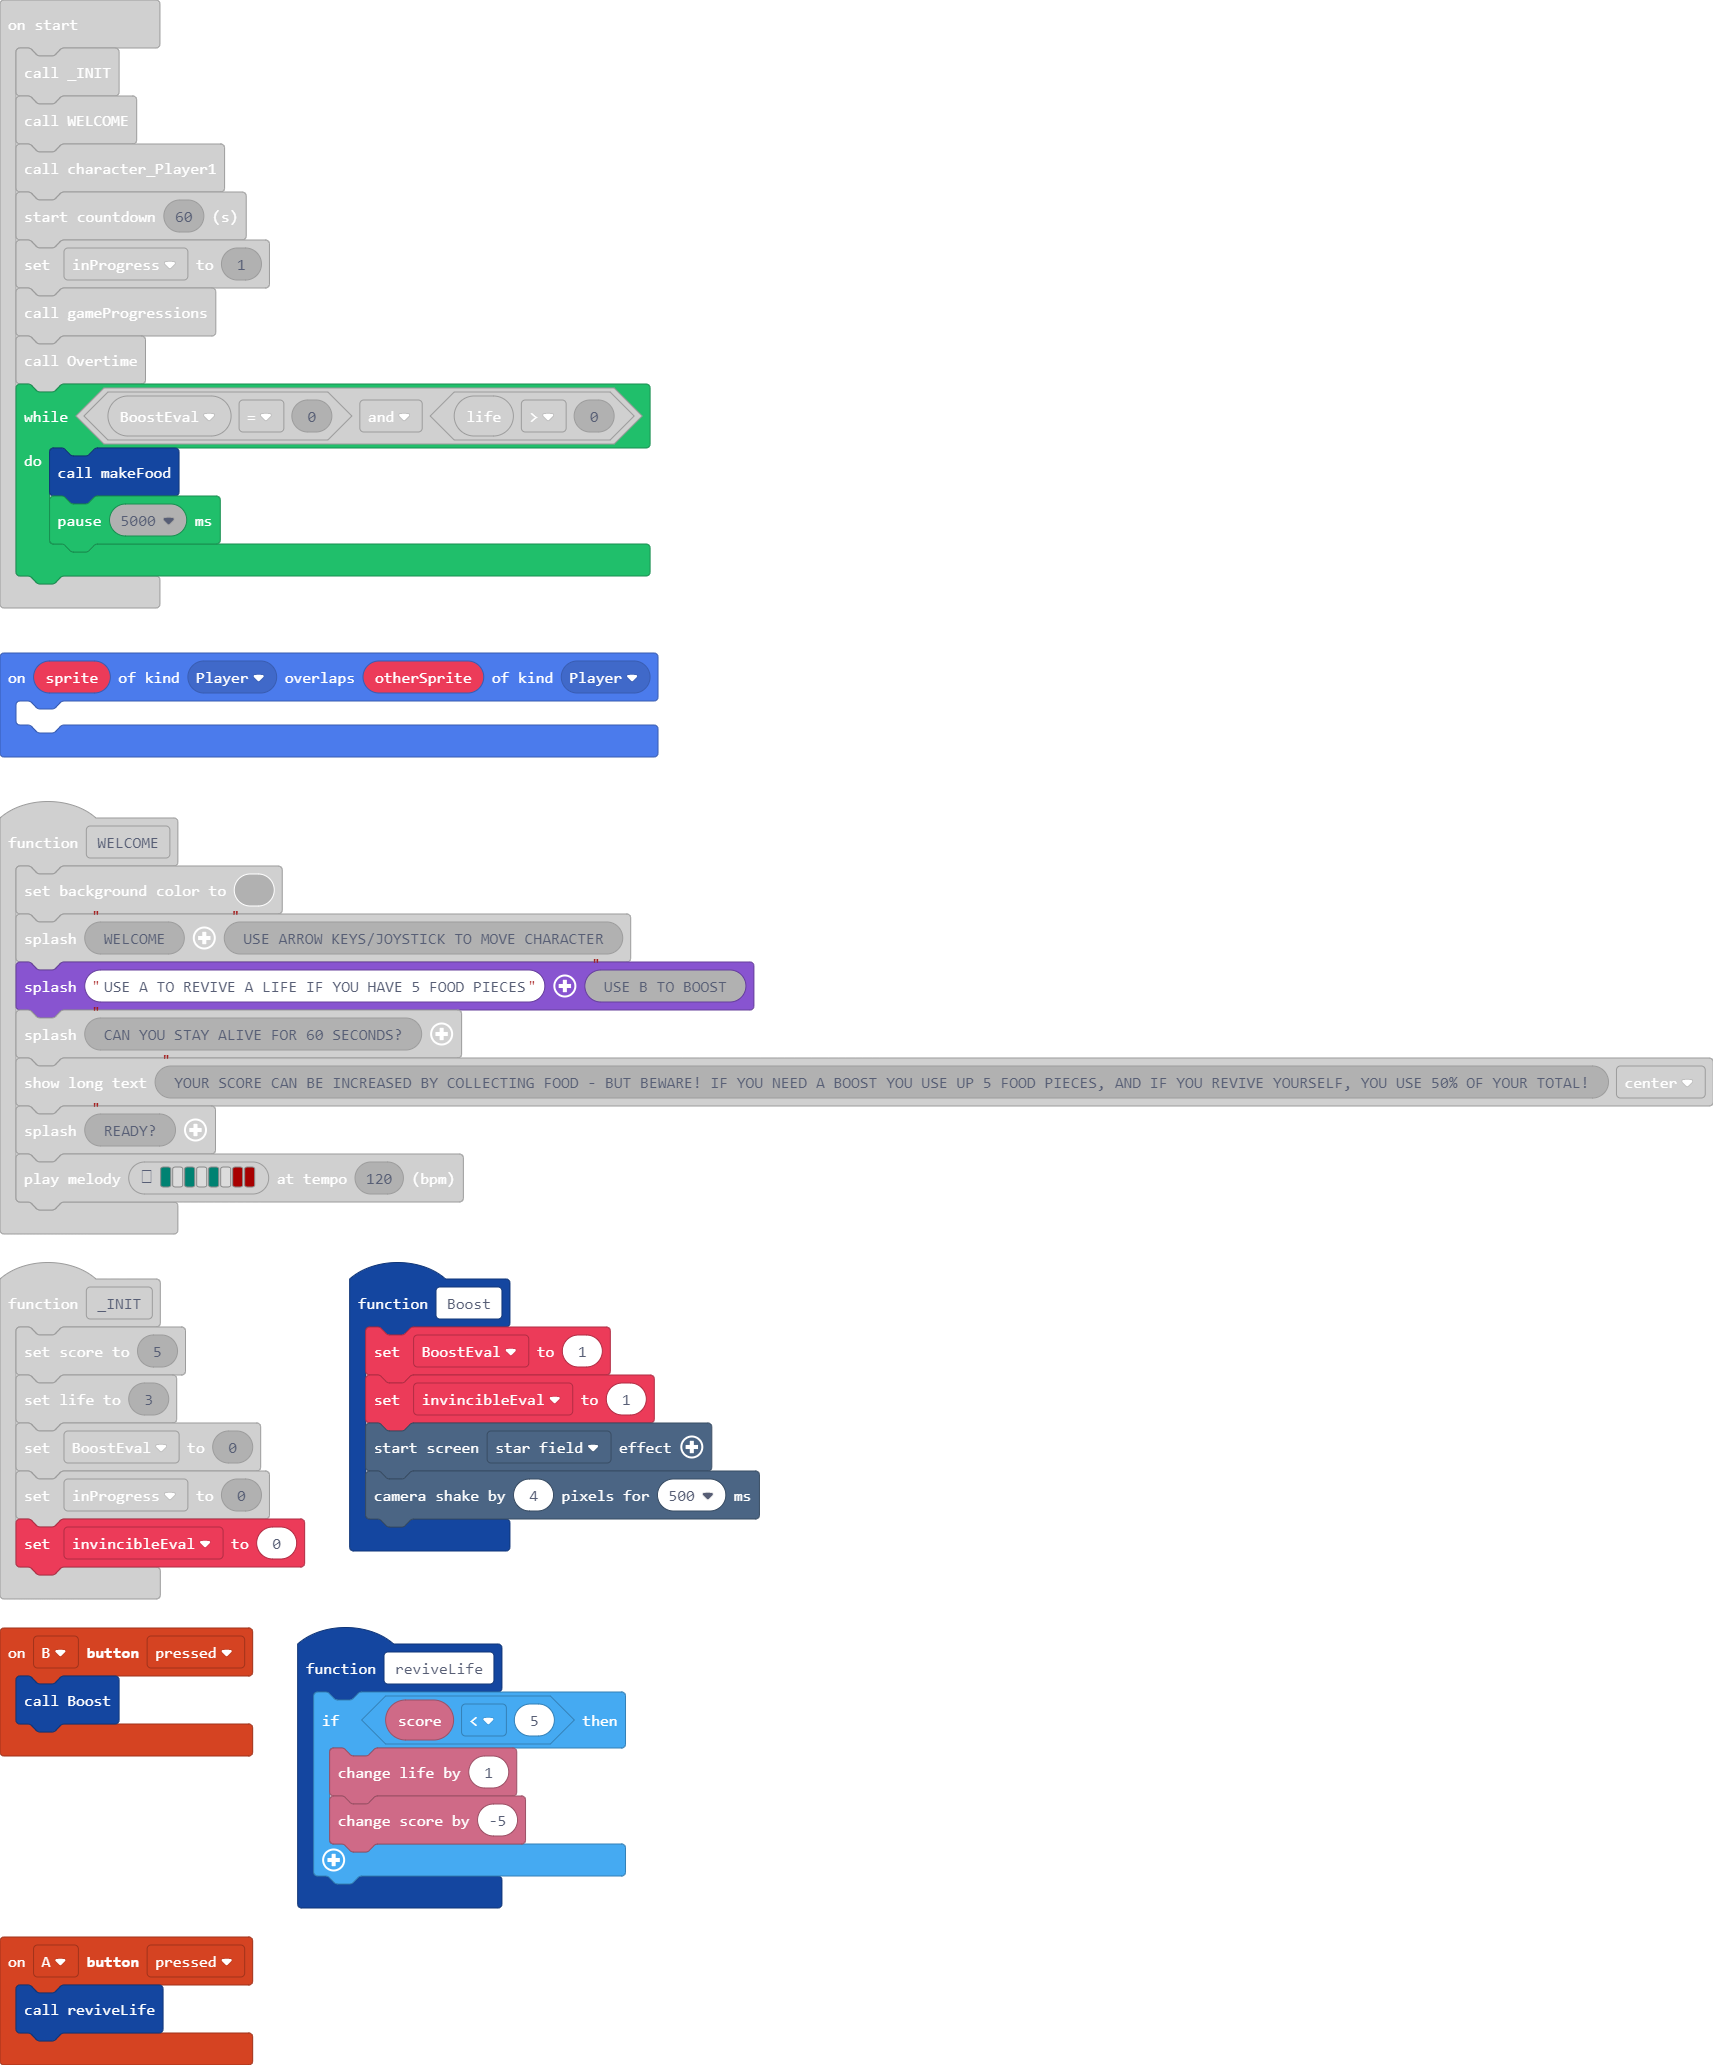 on start
call _INIT
call WELCOME
call character_Player1
start countdown 60 (s)
set inProgress to 1
call gameProgressions
call Overtime
while BoostEval = 0 and life > 0
do
call makeFood
pause 5000 ms
on sprite of kind Player overlaps otherSprite of kind Player
function WELCOME
set background color to
splash "WELCOME" "USE ARROW KEYS/JOYSTICK TO MOVE CHARACTER
splash "USE A TO REVIVE A LIFE IF YOU HAVE 5 FOOD PIECES" "USE B TO BOOST
splash "CAN YOU STAY ALIVE FOR 60 SECONDS?
show long text "YOUR SCORE CAN BE INCREASED BY COLLECTING FOOD - BUT BEWARE! IF YOU NEED A BOOST YOU USE UP 5 FOOD PIECES, AND IF YOU REVIVE YOURSELF, YOU USE 50% OF YOUR TOTAL! center
splash "READY?
play melody at tempo 120 (bpm)
function _INIT
set score to 5
set life to 3
set BoostEval to 0
set inProgress to 0
set invincibleEval to 0
function Boost
set BoostEval to 1
set invincibleEval to 1
start screen star field effect
camera shake by 4 pixels for 500 ms
on B button pressed
call Boost
function reviveLife
if score < 5 then
change life by 1
change score by -5
on A button pressed
call reviveLife